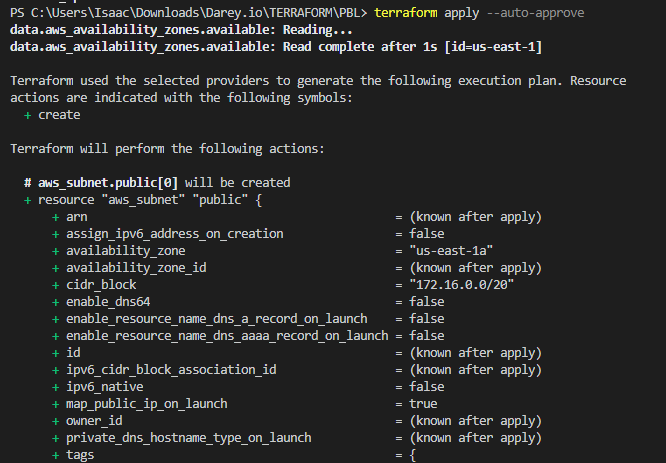 PS C:\Users\Isaac\Downloads\Darey.io\TERRAFORM\PBL> terraform apply --auto-approve
data.aws_availability_zones.available: Reading...
data.aws_availability_zones.available: Read complete after 1s [id=us-east-1]
Terraform used the selected providers to generate the following execution plan. Resource
actions are indicated with the following symbols:
+ create
Terraform will perform the following actions:
# aws_subnet.public[0] will be created
+ resource "aws_subnet" "public" {
+ arn = (known after apply)
+ assign_ipv6_address_on_creation = false
+ availability_zone = "us-east-1a"
+ availability_zone_id = (known after apply)
+ cidr_block = "172.16.0.0/20"
+ enable_dns64 = false
+ enable_resource_name_dns_a_record_on_launch = false
+ enable_resource_name_dns_aaaa_record_on_launch = false
+ id = (known after apply)
+ ipv6_cidr_block_association_id = (known after apply)
+ ipv6_native = false
+ map_public_ip_on_launch = true
+ owner_id = (known after apply)
+ private_dns_hostname_type_on_launch = (known after apply)
+ tags = {